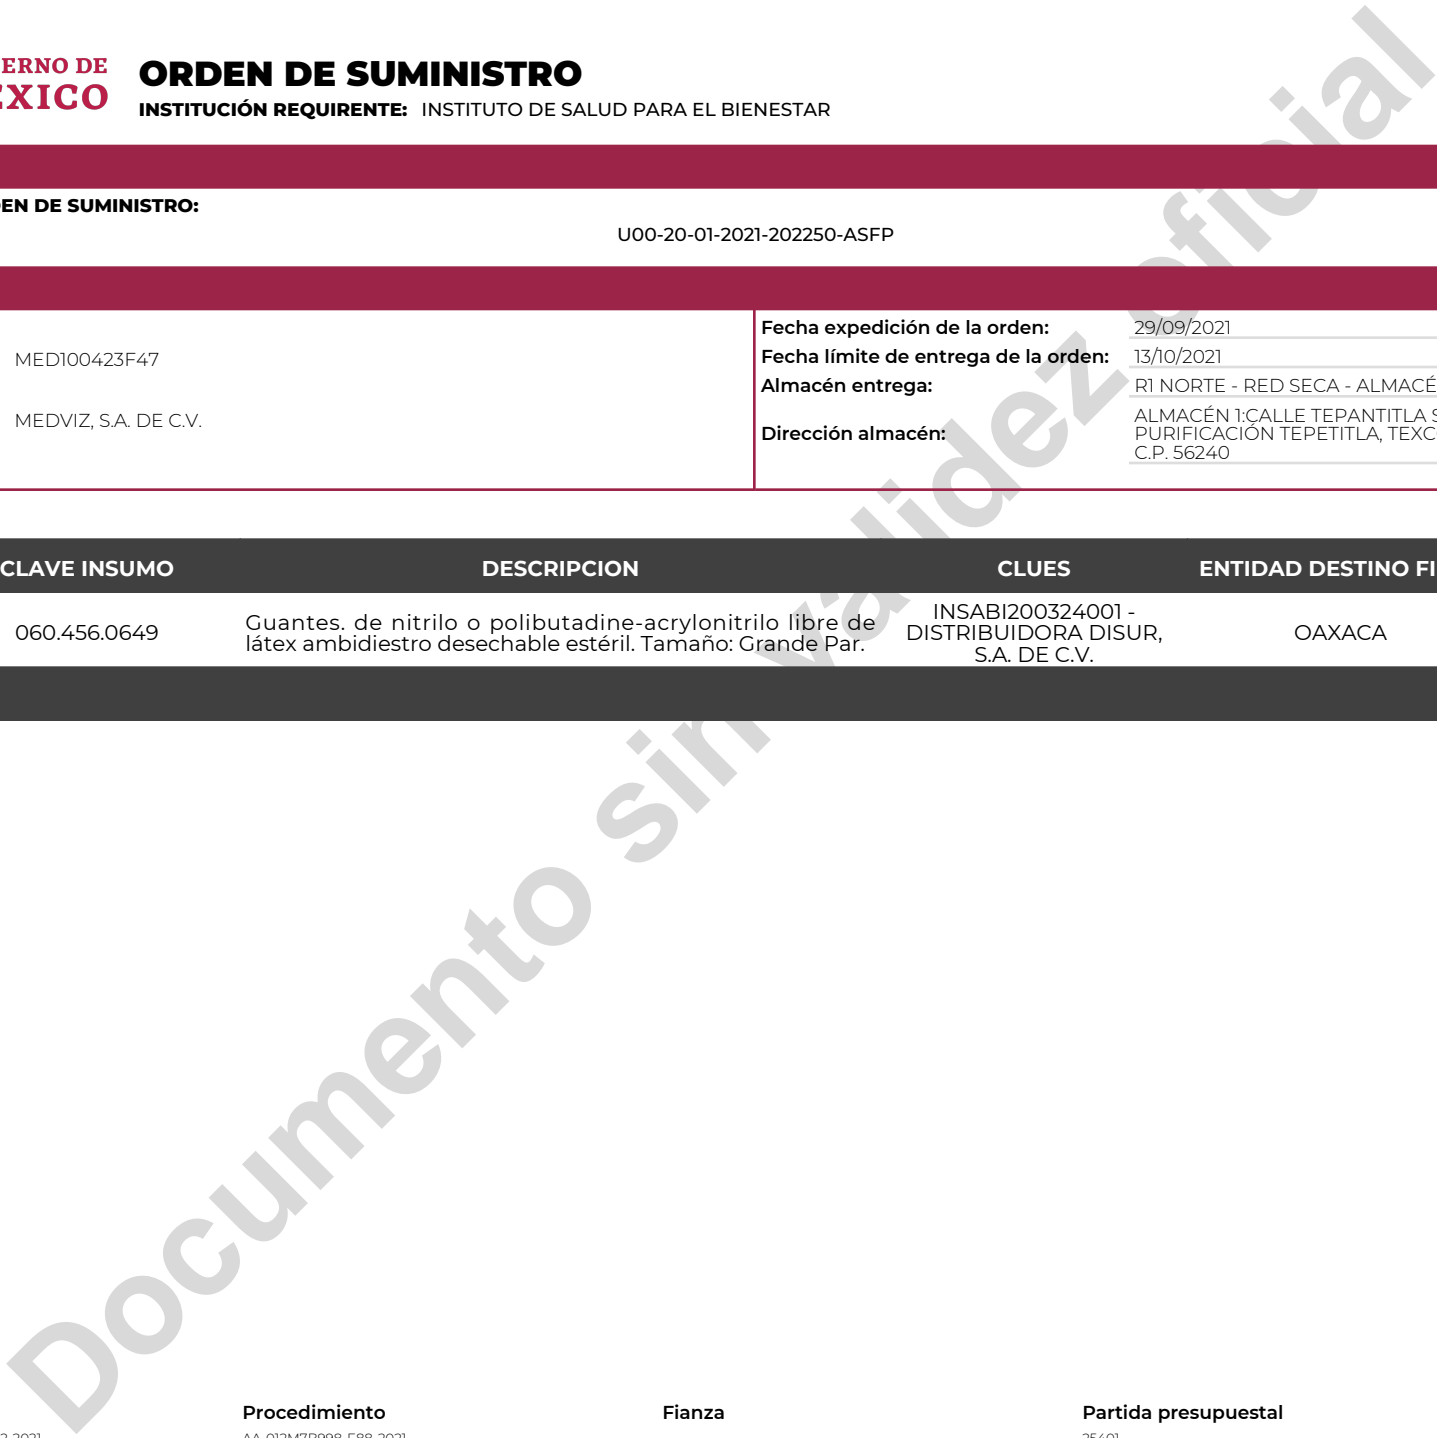 ERNO DE
ÉXICO
ORDEN DE SUMINISTRO
INSTITUCIÓN REQUIRENTE: INSTITUTO DE SALUD PARA EL BIENESTAR
EN DE SUMINISTRO:
U00-20-01-2021-202250-ASFP
MED100423F47
MEDVIZ, S.A. DE C.V.
Fecha expedición de la orden: 29/09/2021
Fecha límite de entrega de la orden: 13/10/2021
Almacén entrega: R1 NORTE - RED SECA - ALMACÉ
Dirección almacén:
ALMACÉN 1:CALLE TEPANTITLA S
PURIFICACIÓN TEPETITLA, TEXC
C.P. 56240
CLAVE INSUMO DESCRIPCION CLUES ENTIDAD DESTINO FI
060.456.0649
Guantes. de nitrilo o polibutadine-acrylonitrilo libre de
látex ambidiestro desechable estéril. Tamaño: Grande Par.
INSABI200324001 -
DISTRIBUIDORA DISUR,
S.A. DE C.V.
OAXACA
Documento sin validez oficial
Procedimiento Fianza Partida presupuestal